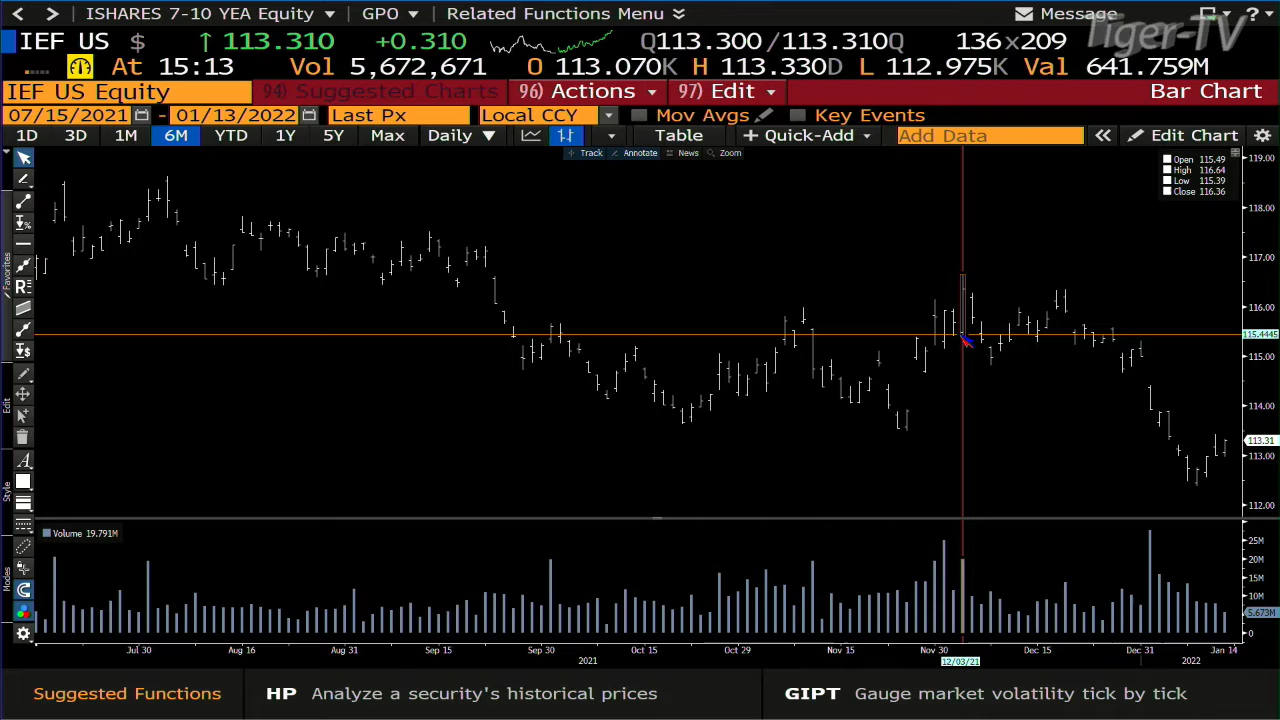 < > ISHARES 7-10 YEA Equity ▾ | GPO ▾ | Related Functions Menu Message ? ▾
IEF US $ ↑ 113.310 +0.310 Q113.300/113.310Q 136x209
Tiger-TV
At 15:13 Vol 5,672,671 O 113.070K H 113.330D L 112.975K Val 641.759M
IEF US Equity 94) Suggested Charts 96) Actions ▾ 97) Edit ▾ Bar Chart
07/15/2021 - 01/13/2022 Last Px Local CCY ▾ Mov Avgs Key Events
1D 3D 1M 6M YTD 1Y 5Y Max Daily ▼ Table + Quick-Add ▾ Add Data « Edit Chart
Track Annotate News Zoom
Open 115.49
High 116.64
Low 115.39
Close 116.36
119.00
118.00
117.00
116.00
115.4445
115.00
114.00
113.31
113.00
112.00
Favorites
Edit
Style
Modes
Volume 19.791M
25M
20M
15M
10M
5.673M
0
Jul 30 Aug 16 Aug 31 Sep 15 Sep 30 Oct 15 Oct 29 Nov 15 Nov 30 Dec 15 Dec 31 Jan 14
2021 12/03/21 2022
Suggested Functions HP Analyze a security's historical prices GIPT Gauge market volatility tick by tick